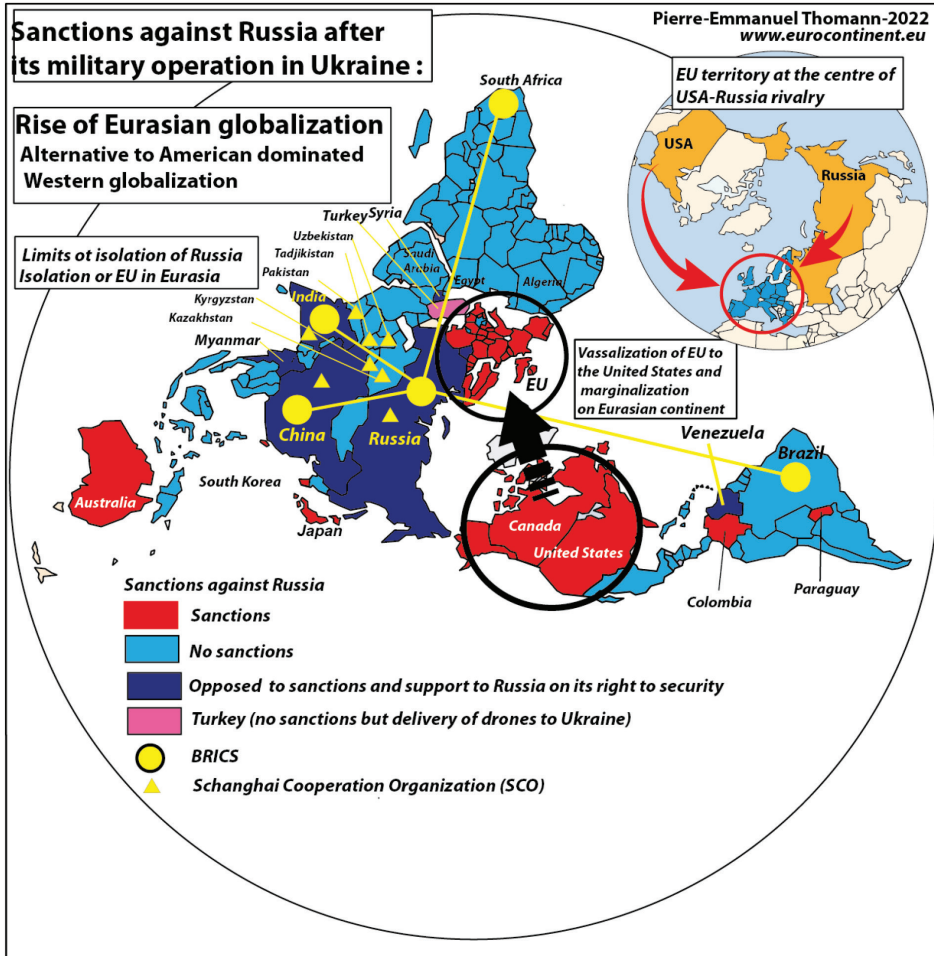 Sanctions against Russia after
its military operation in Ukraine :
Pierre-Emmanuel Thomann-2022
www.eurocontinent.eu
EU territory at the centre of
USA-Russia rivalry
USA
Russia
Rise of Eurasian globalization
Alternative to American dominated
Western globalization
Limits ot isolation of Russia
Isolation or EU in Eurasia
South Africa
Turkey
Syria
Uzbekistan
Tadjikistan
Pakistan
Kyrgyzstan
Kazakhstan
Myanmar
Saudi
Arabia
Egypt
Algeria
India
China
Russia
EU
Vassalization of EU to
the United States and
marginalization
on Eurasian continent
Venezuela
Brazil
Australia
South Korea
Japan
Canada
United States
Colombia
Paraguay
Sanctions against Russia
Sanctions
No sanctions
Opposed to sanctions and support to Russia on its right to security
Turkey (no sanctions but delivery of drones to Ukraine)
BRICS
Schanghai Cooperation Organization (SCO)